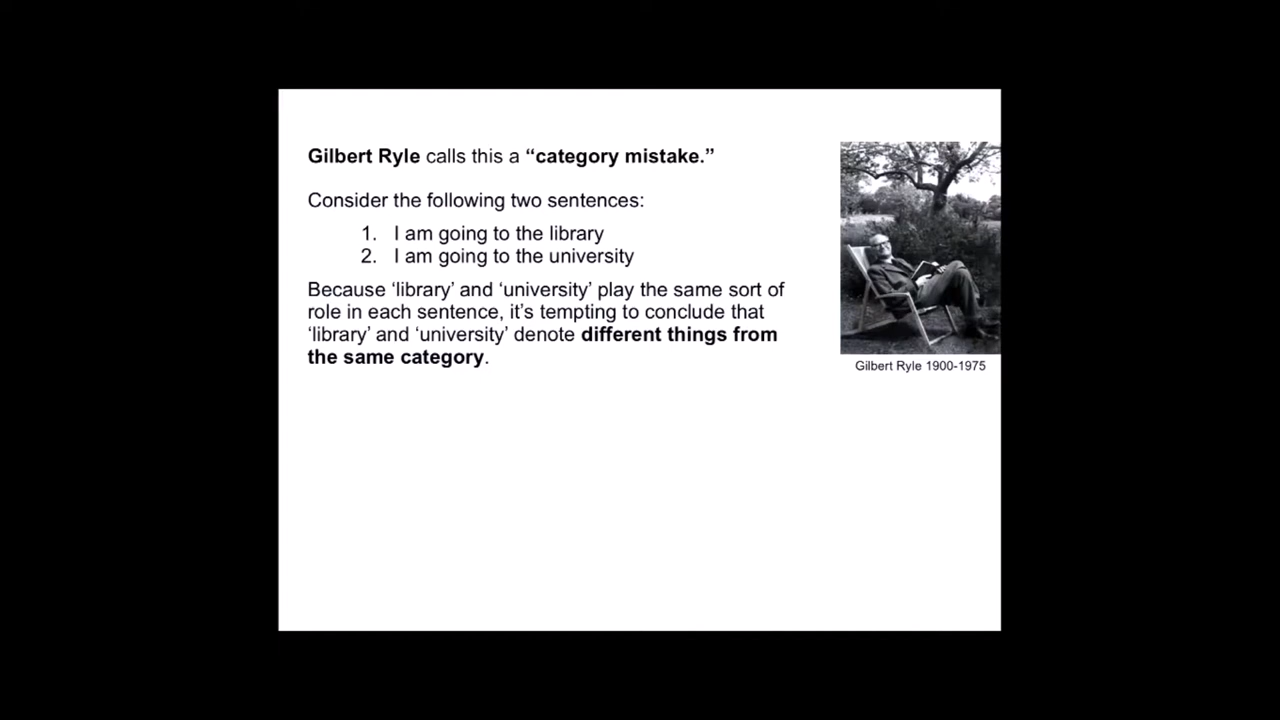 Gilbert Ryle calls this a “category mistake.”
Consider the following two sentences:
1. I am going to the library
2. I am going to the university
Because ‘library’ and ‘university’ play the same sort of
role in each sentence, it’s tempting to conclude that
‘library’ and ‘university’ denote different things from
the same category.
Gilbert Ryle 1900-1975